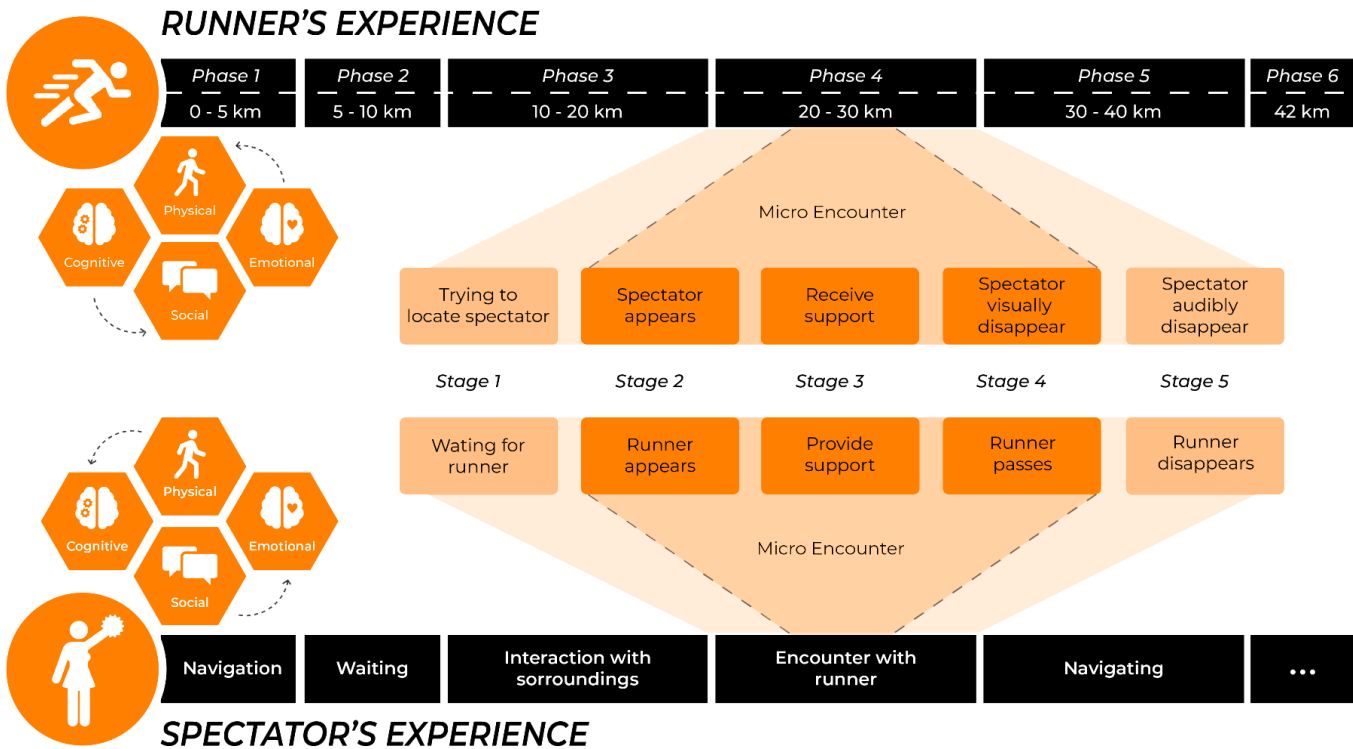 RUNNER'S EXPERIENCE
Phase 1
Phase 2
Phase 3
Phase 4
Phase 5
Phase 6
0 - 5 km
5 - 10 km
10 - 20 km
20 - 30 km
30 - 40 km
42 km
Physical
Cognitive
Emotional
Social
Micro Encounter
Trying to
locate spectator
Spectator
appears
Receive
support
Spectator
visually
disappear
Spectator
audibly
disappear
Stage 1
Stage 2
Stage 3
Stage 4
Stage 5
Wating for
runner
Runner
appears
Provide
support
Runner
passes
Runner
disappears
Physical
Cognitive
Emotional
Social
Micro Encounter
Navigation
Waiting
Interaction with
sorroundings
Encounter with
runner
Navigating
...
SPECTATOR'S EXPERIENCE